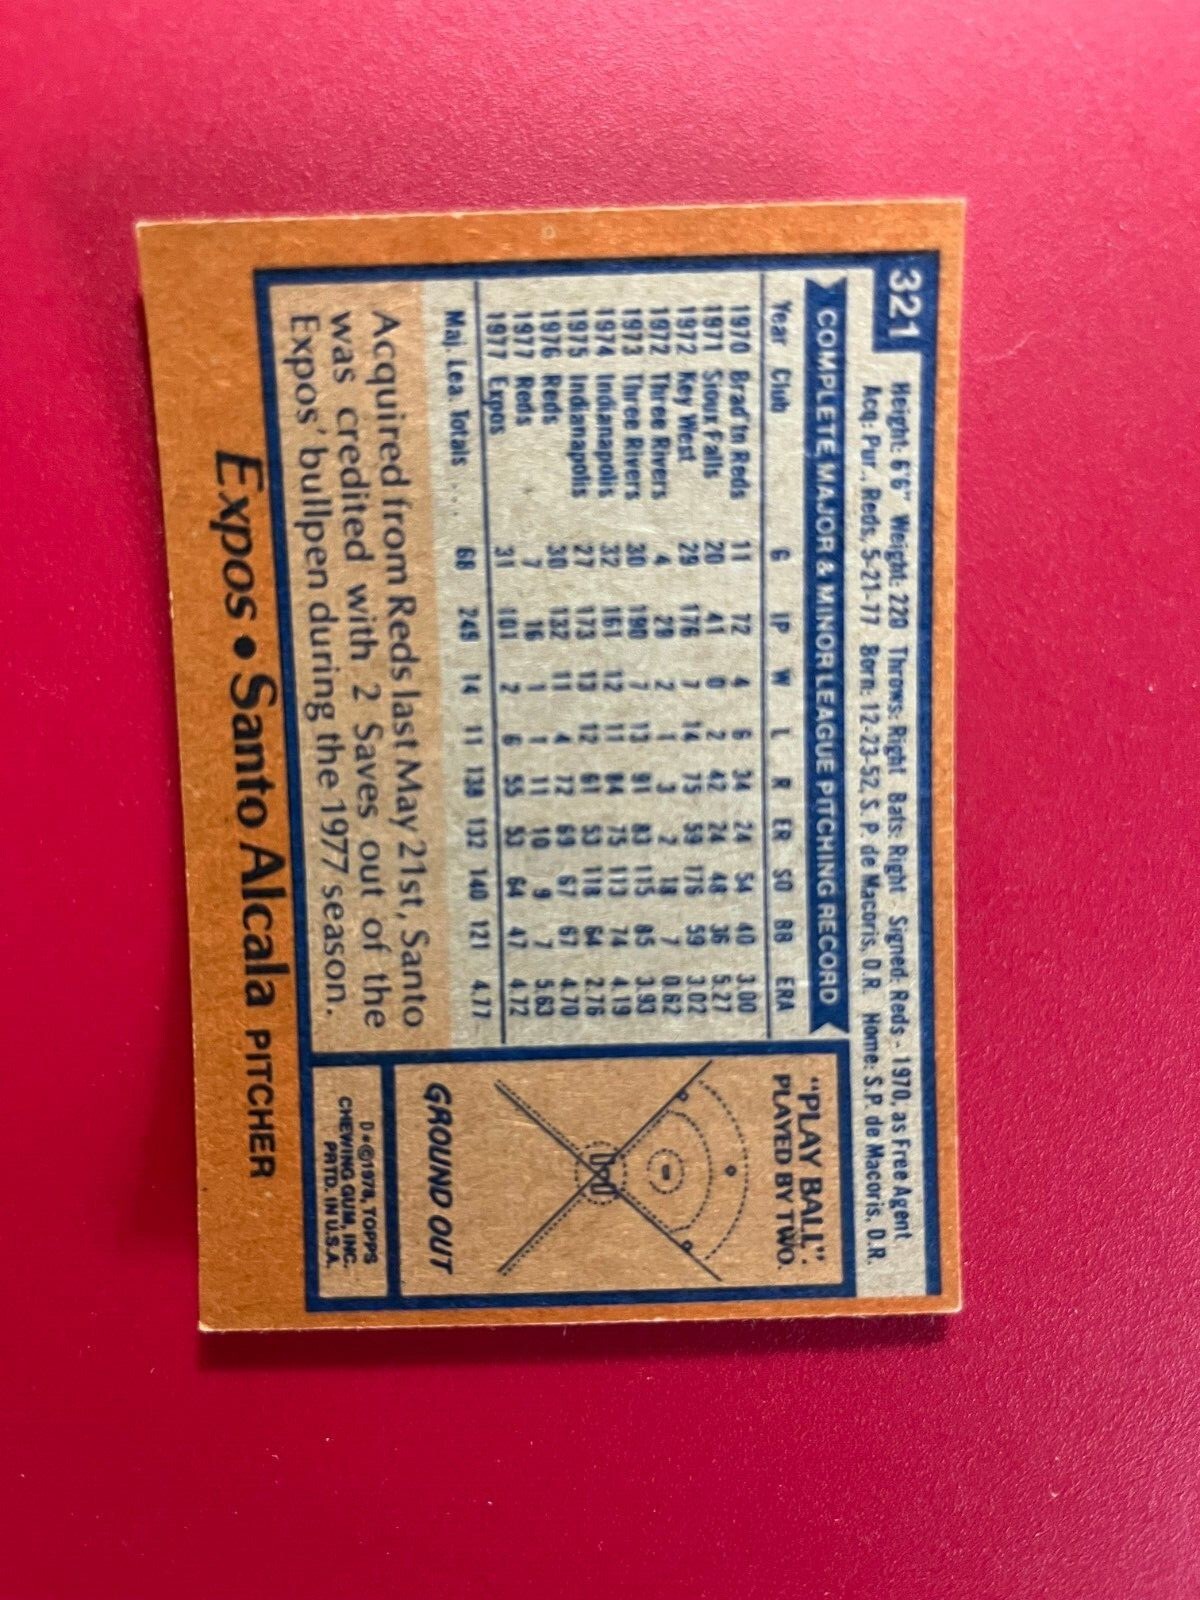 321
Height: 6'6" Weight: 220 Throws: Right Bats: Right Signed: Reds - 1970, as Free Agent
Acq: Pur., Reds, 5-21-77 Born: 12-23-52, S. P. de Macoris, D.R. Home: S.P. de Macoris, D.R.
COMPLETE MAJOR & MINOR LEAGUE PITCHING RECORD
Year Club G IP W L R ER SO BB ERA
1970 Brad'tn Reds 11 72 4 6 34 24 54 40 3.00
1971 Sioux Falls 20 41 0 2 42 24 48 36 5.27
1972 Key West 29 176 7 14 75 59 176 59 3.02
1972 Three Rivers 4 29 2 1 3 2 18 7 0.62
1973 Three Rivers 30 190 7 13 91 83 115 85 3.93
1974 Indianapolis 32 161 12 11 84 75 113 74 4.19
1975 Indianapolis 27 173 13 12 61 53 118 64 2.76
1976 Reds 30 132 11 4 72 69 67 67 4.70
1977 Reds 7 16 1 1 11 10 9 7 5.63
1977 Expos 31 101 2 6 55 53 64 47 4.72
Maj. Lea. Totals ... 68 249 14 11 138 132 140 121 4.77
Acquired from Reds last May 21st, Santo
was credited with 2 Saves out of the
Expos' bullpen during the 1977 season.
"PLAY BALL".
PLAYED BY TWO.
GROUND OUT
D*©1978, TOPPS
CHEWING GUM, INC.
PRTD. IN U.S.A.
Expos • Santo Alcala PITCHER